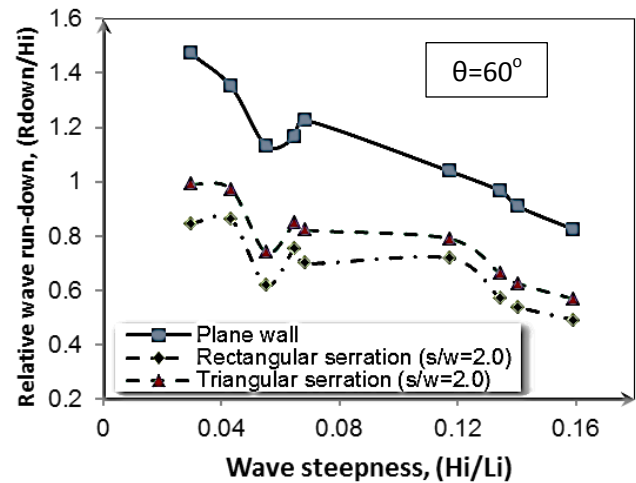 1.6
1.4
1.2
1
0.8
0.6
0.4
0.2
Relative wave run-down, (Rdown/Hi)
θ=60°
Plane wall
Rectangular serration (s/w=2.0)
Triangular serration (s/w=2.0)
0 0.04 0.08 0.12 0.16
Wave steepness, (Hi/Li)